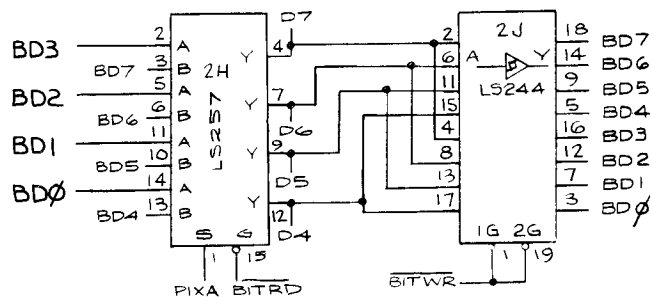 D7
BD3 2 A Y 4 2 2J 18 BD7
BD7 3 B 2H 6 A Y 14 BD6
BD2 5 A LS257 Y 7 D6 11 LS244 9 BD5
BD6 6 B 15 5 BD4
BD1 11 A Y 9 D5 4 16 BD3
BD5 10 B 8 12 BD2
BDØ 14 A Y 12 D4 13 7 BD1
BD4 13 B 17 3 BDØ
S G 1G 2G
1 15 1 19
PIXA BITRD BITWR